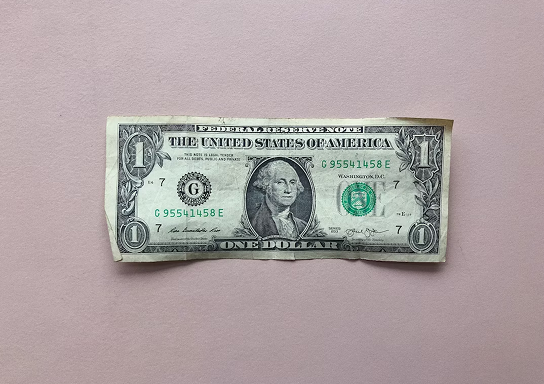 FEDERAL RESERVE NOTE
THE UNITED STATES OF AMERICA
1
1
THIS NOTE IS LEGAL TENDER
FOR ALL DEBTS, PUBLIC AND PRIVATE
G 95541458 E
WASHINGTON, D.C.
7
7
G
G 95541458 E
7
7
1
ONE DOLLAR
1